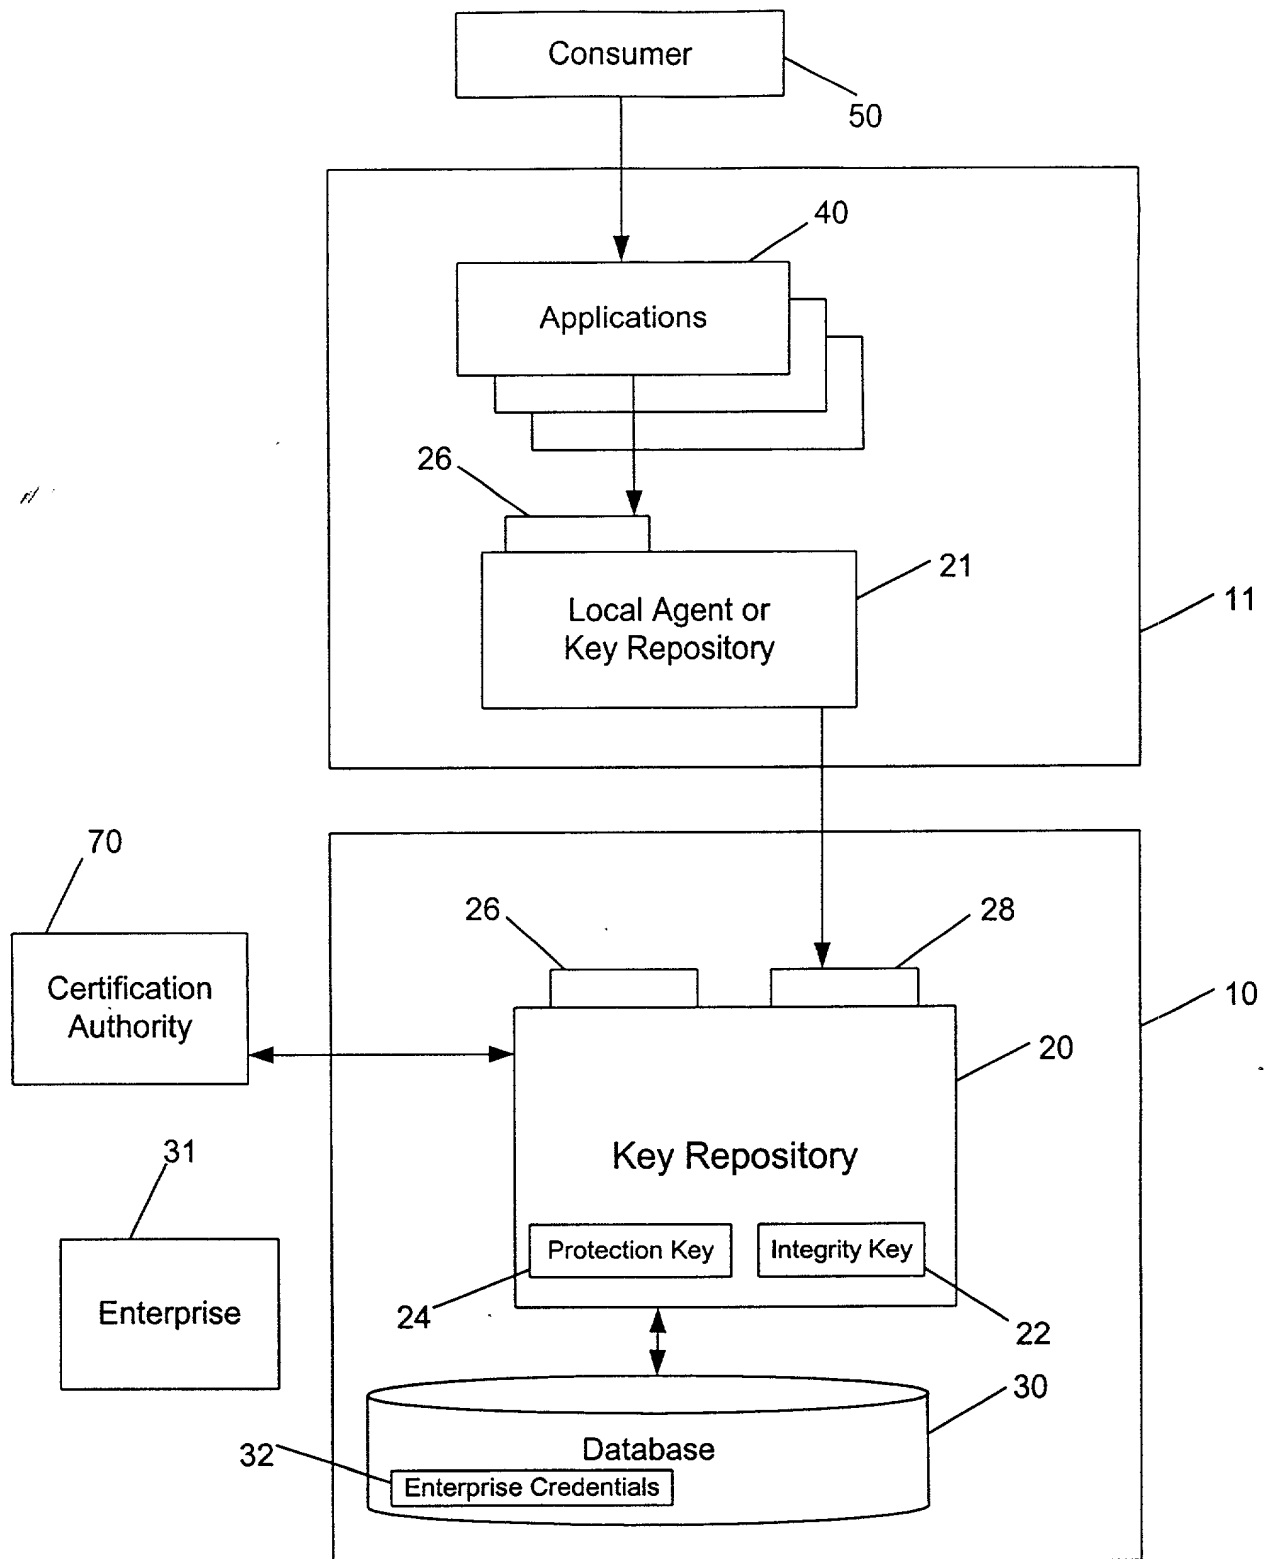 Consumer
50
40
Applications
26
21
Local Agent or
Key Repository
11
70
26
28
Certification
Authority
10
20
31
Key Repository
Protection Key
Integrity Key
Enterprise
24
22
30
Database
32
Enterprise Credentials